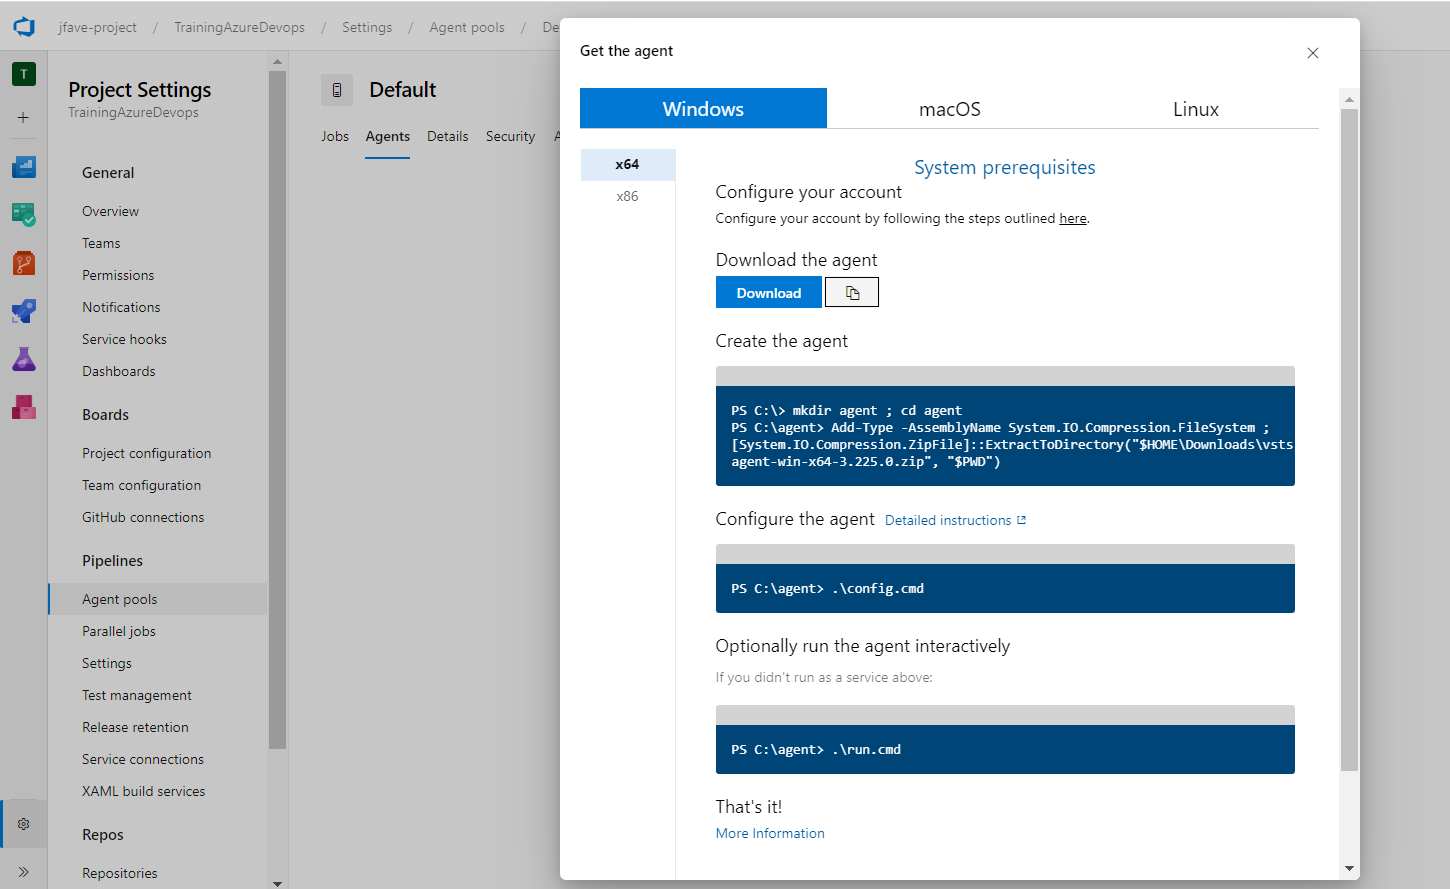 jfave-project / TrainingAzureDevops / Settings / Agent pools / De
T
Project Settings
TrainingAzureDevops
General
Overview
Teams
Permissions
Notifications
Service hooks
Dashboards
Boards
Project configuration
Team configuration
GitHub connections
Pipelines
Agent pools
Parallel jobs
Settings
Test management
Release retention
Service connections
XAML build services
Repos
Repositories
Default
Jobs Agents Details Security A
Get the agent
Windows macOS Linux
x64
x86
System prerequisites
Configure your account
Configure your account by following the steps outlined here.
Download the agent
Download
Create the agent
PS C:\> mkdir agent ; cd agent
PS C:\agent> Add-Type -AssemblyName System.IO.Compression.FileSystem ;
[System.IO.Compression.ZipFile]::ExtractToDirectory("$HOME\Downloads\vsts
agent-win-x64-3.225.0.zip", "$PWD")
Configure the agent Detailed instructions
PS C:\agent> .\config.cmd
Optionally run the agent interactively
If you didn't run as a service above:
PS C:\agent> .\run.cmd
That's it!
More Information